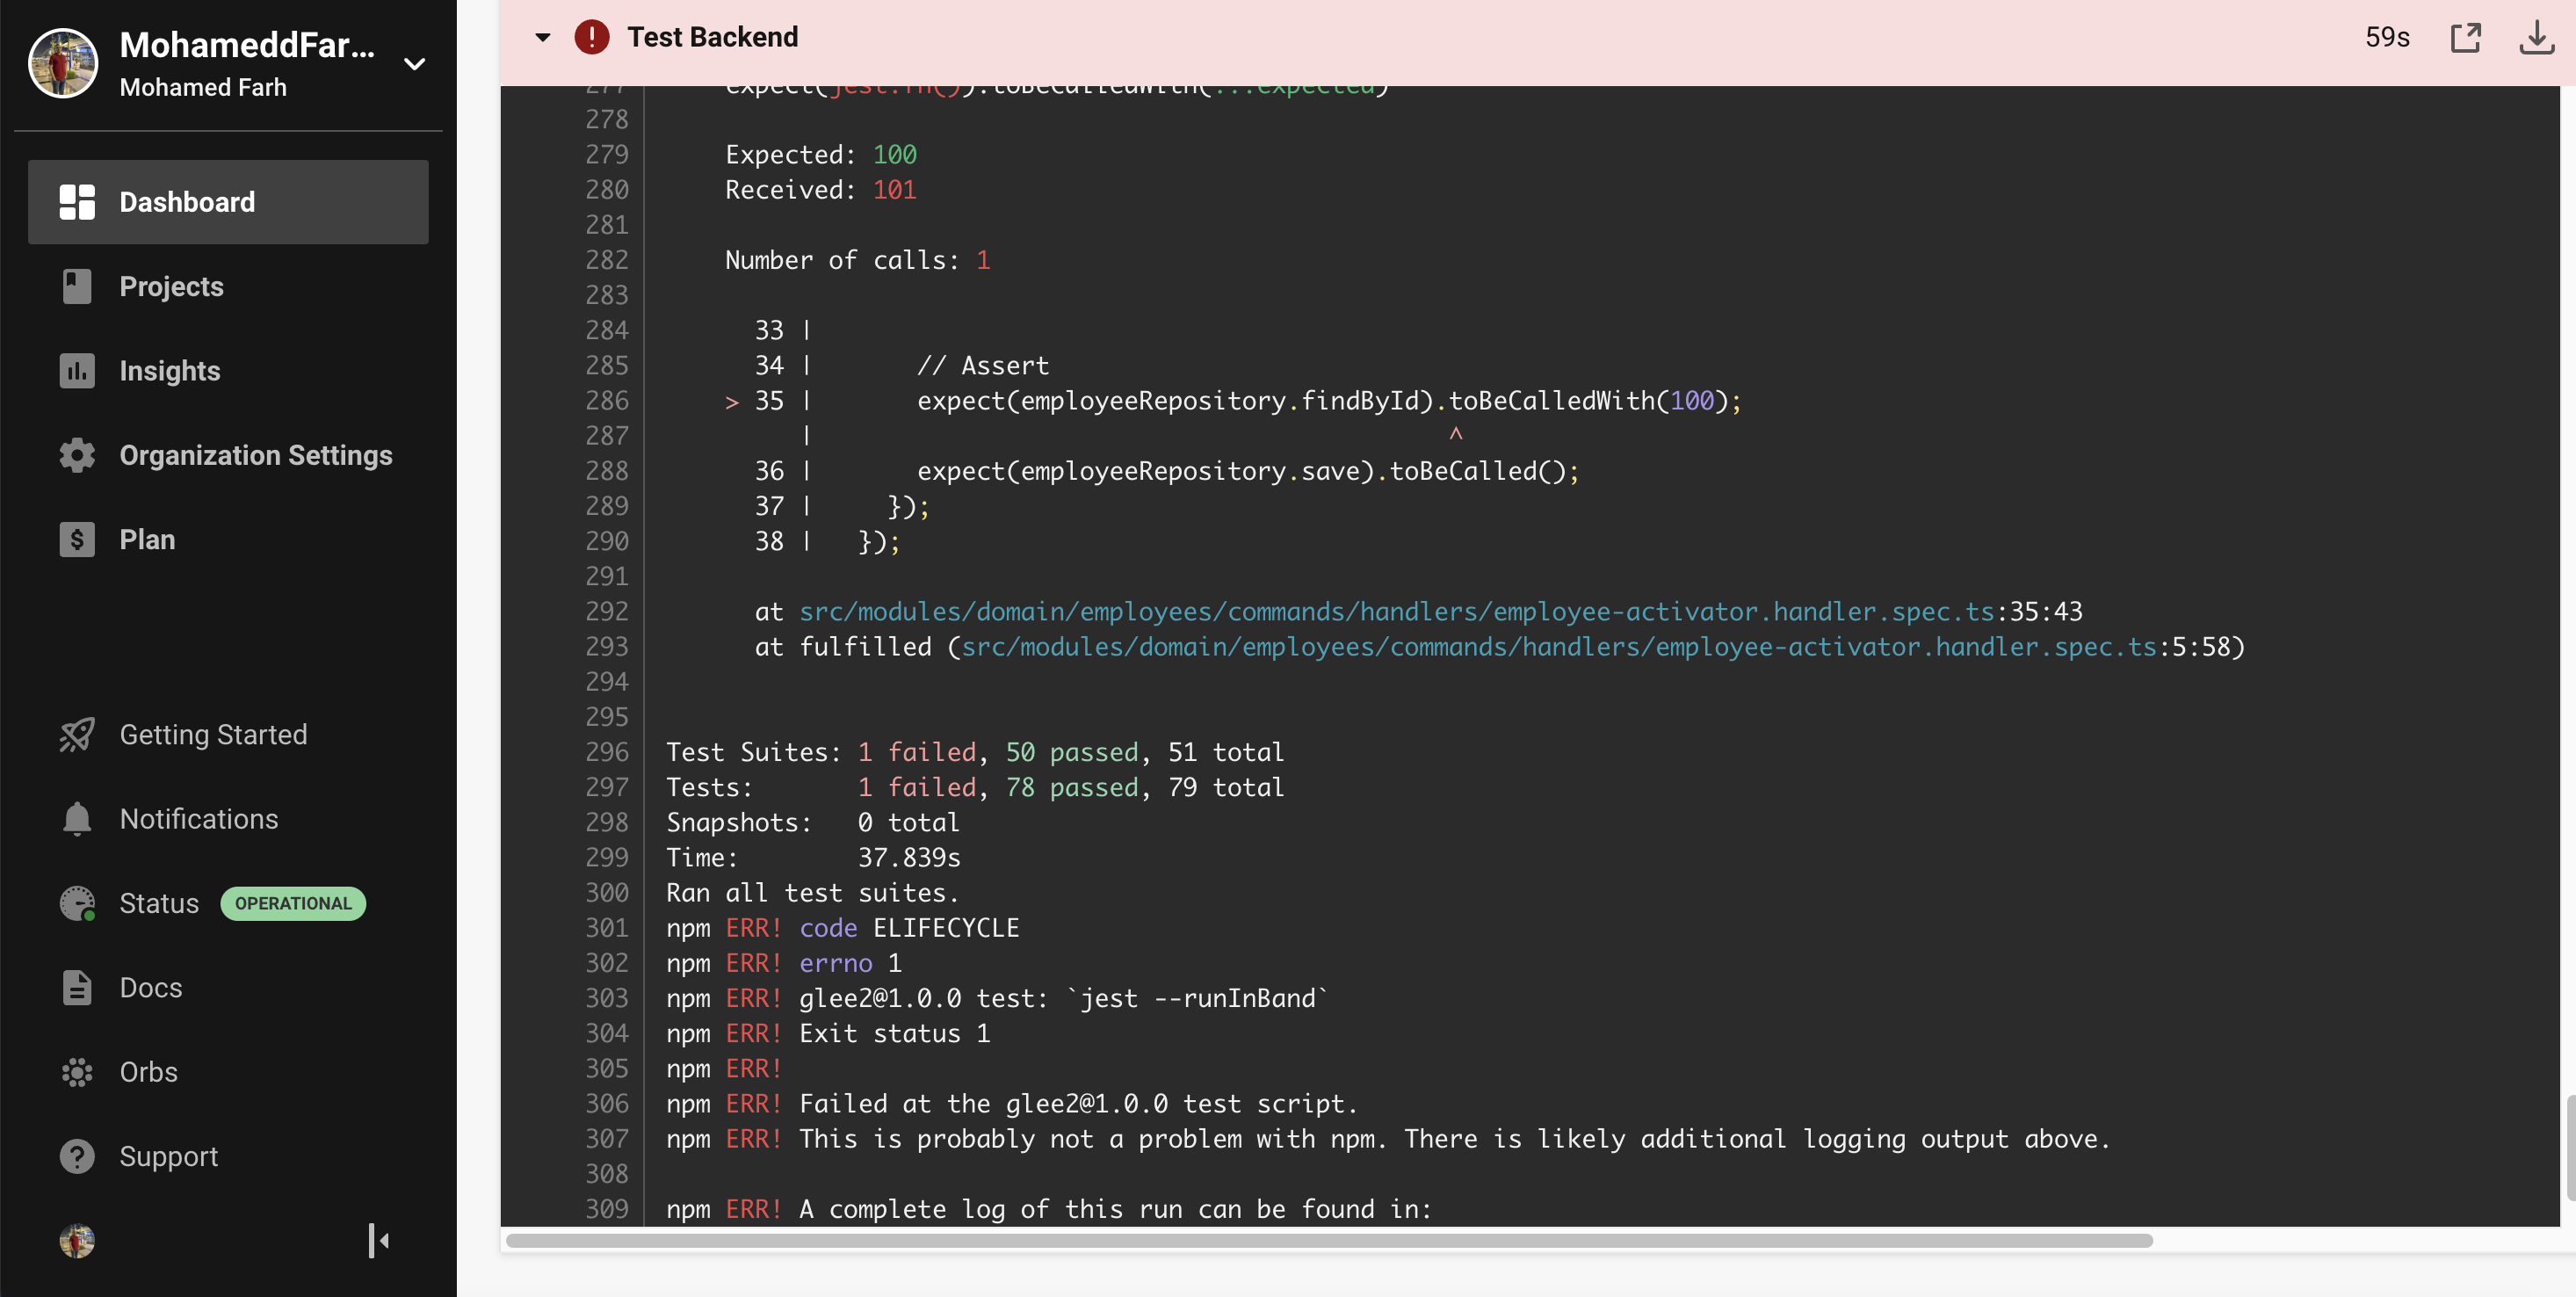 MohameddFar...
Mohamed Farh
Dashboard
Projects
Insights
Organization Settings
Plan
Getting Started
Notifications
Status OPERATIONAL
Docs
Orbs
Support
Test Backend 59s
277 expect(jest.fn()).toBeCalledWith(...expected)
278
279 Expected: 100
280 Received: 101
281
282 Number of calls: 1
283
284 33 |
285 34 | // Assert
286 > 35 | expect(employeeRepository.findById).toBeCalledWith(100);
287 | ^
288 36 | expect(employeeRepository.save).toBeCalled();
289 37 | });
290 38 | });
291
292 at src/modules/domain/employees/commands/handlers/employee-activator.handler.spec.ts:35:43
293 at fulfilled (src/modules/domain/employees/commands/handlers/employee-activator.handler.spec.ts:5:58)
294
295
296 Test Suites: 1 failed, 50 passed, 51 total
297 Tests: 1 failed, 78 passed, 79 total
298 Snapshots: 0 total
299 Time: 37.839s
300 Ran all test suites.
301 npm ERR! code ELIFECYCLE
302 npm ERR! errno 1
303 npm ERR! glee2@1.0.0 test: `jest --runInBand`
304 npm ERR! Exit status 1
305 npm ERR!
306 npm ERR! Failed at the glee2@1.0.0 test script.
307 npm ERR! This is probably not a problem with npm. There is likely additional logging output above.
308
309 npm ERR! A complete log of this run can be found in: